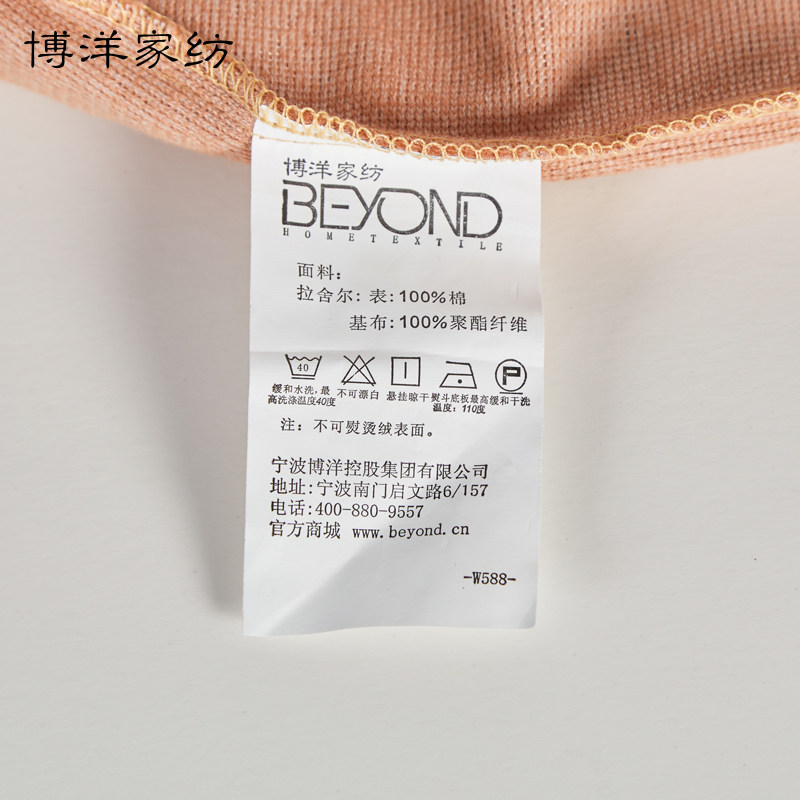 博洋家纺
博洋家纺
BEYOND
HOMETEXTILE
面料：
拉舍尔：表：100%棉
基布：100%聚酯纤维
40
P
缓和水洗，最
高洗涤温度40度
不可漂白
悬挂晾干
熨斗底板最高
温度：110度
缓和干洗
注：不可熨烫绒表面。
宁波博洋控股集团有限公司
地址：宁波南门启文路6/157
电话：400-880-9557
官方商城 www.beyond.cn
-W588-